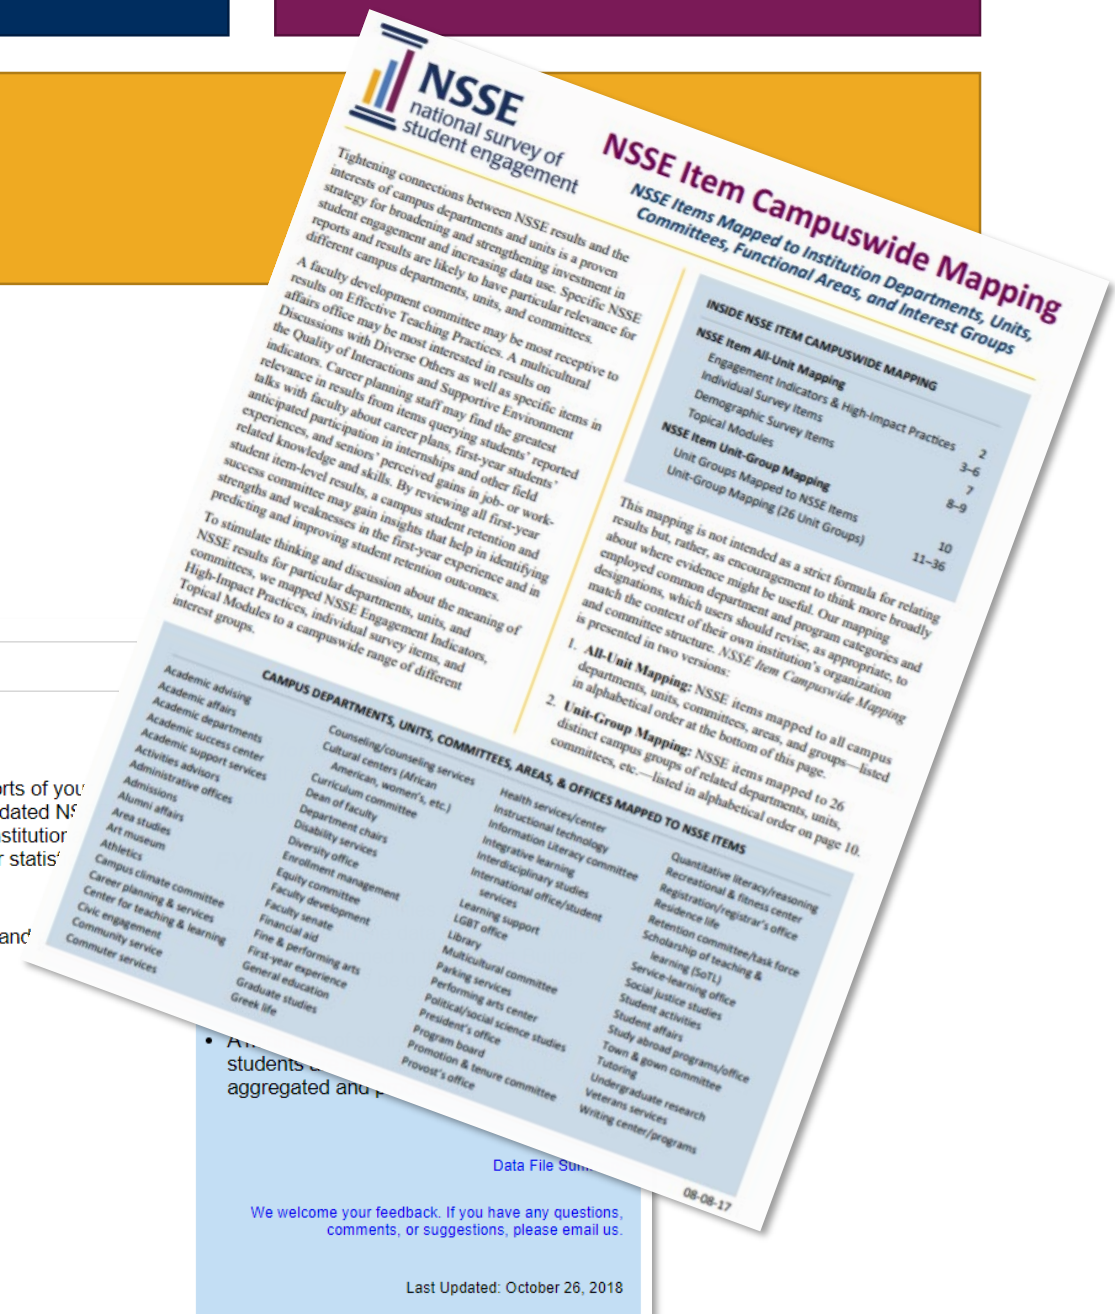 NSSE
national survey of
student engagement
NSSE Item Campuswide Mapping
NSSE Items Mapped to Institution Departments, Units,
Committees, Functional Areas, and Interest Groups
Tightening connections between NSSE results and the
interests of campus departments and units is a proven
strategy for broadening and strengthening investment in
student engagement and increasing data use. Specific NSSE
reports and results are likely to have particular relevance for
different campus departments, units, and committees.
A faculty development committee may be most receptive to
results on Effective Teaching Practices. A multicultural
affairs office may be most interested in results on
Discussions with Diverse Others as well as specific items in
the Quality of Interactions and Supportive Environment
indicators. Career planning staff may find the greatest
relevance in results from items querying students' reported
talks with faculty about career plans, first-year students'
anticipated participation in internships and other field
experiences, and seniors' perceived gains in job- or work-
related knowledge and skills. By reviewing all first-year
student item-level results, a campus student retention and
success committee may gain insights that help in identifying
strengths and weaknesses in the first-year experience and in
predicting and improving student retention outcomes.
To stimulate thinking and discussion about the meaning of
NSSE results for particular departments, units, and
committees, we mapped NSSE Engagement Indicators,
High-Impact Practices, individual survey items, and
Topical Modules to a campuswide range of different
interest groups.
INSIDE NSSE ITEM CAMPUSWIDE MAPPING
NSSE Item All-Unit Mapping
Engagement Indicators & High-Impact Practices 2
Individual Survey Items 3–6
Demographic Survey Items 7
Topical Modules 8–9
NSSE Item Unit-Group Mapping
Unit Groups Mapped to NSSE Items 10
Unit-Group Mapping (26 Unit Groups) 11–36
This mapping is not intended as a strict formula for relating
results but, rather, as encouragement to think more broadly
about where evidence might be useful. Our mapping
employed common department and program categories and
designations, which users should revise, as appropriate, to
match the context of their own institution's organization
and committee structure. NSSE Item Campuswide Mapping
is presented in two versions:
1. All-Unit Mapping: NSSE items mapped to all campus
departments, units, committees, areas, and groups—listed
in alphabetical order at the bottom of this page.
2. Unit-Group Mapping: NSSE items mapped to 26
distinct campus groups of related departments, units,
committees, etc.—listed in alphabetical order on page 10.
CAMPUS DEPARTMENTS, UNITS, COMMITTEES, AREAS, & OFFICES MAPPED TO NSSE ITEMS
Academic advising
Academic affairs
Academic departments
Academic success center
Academic support services
Activities advisors
Administrative offices
Admissions
Alumni affairs
Area studies
Art museum
Athletics
Campus climate committee
Career planning & services
Center for teaching & learning
Civic engagement
Community service
Commuter services
Counseling/counseling services
Cultural centers (African
American, women's, etc.)
Curriculum committee
Dean of faculty
Department chairs
Disability services
Diversity office
Enrollment management
Equity committee
Faculty development
Faculty senate
Financial aid
Fine & performing arts
First-year experience
General education
Graduate studies
Greek life
Health services/center
Instructional technology
Information Literacy committee
Integrative learning
Interdisciplinary studies
International office/student
services
Learning support
LGBT office
Library
Multicultural committee
Parking services
Performing arts center
Political/social science studies
President's office
Program board
Promotion & tenure committee
Provost's office
Quantitative literacy/reasoning
Recreational & fitness center
Registration/registrar's office
Residence life
Retention committee/task force
Scholarship of teaching &
learning (SoTL)
Service-learning office
Social justice studies
Student activities
Student affairs
Study abroad programs/office
Town & gown committee
Tutoring
Undergraduate research
Veterans services
Writing center/programs
08-08-17
of you
dated
and
students
aggregated and
Data File
We welcome your feedback. If you have any questions,
comments, or suggestions, please email us.
Last Updated: October 26, 2018